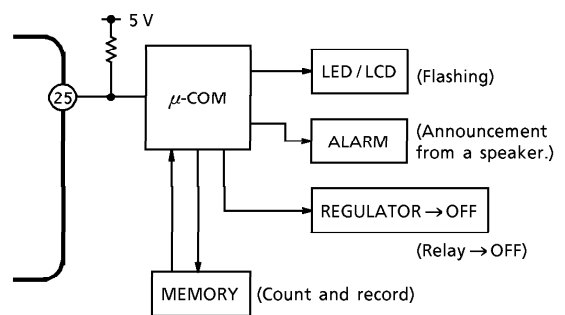 5 V
25
μ-COM
LED / LCD
(Flashing)
ALARM
(Announcement
from a speaker.)
REGULATOR → OFF
(Relay → OFF)
MEMORY
(Count and record)